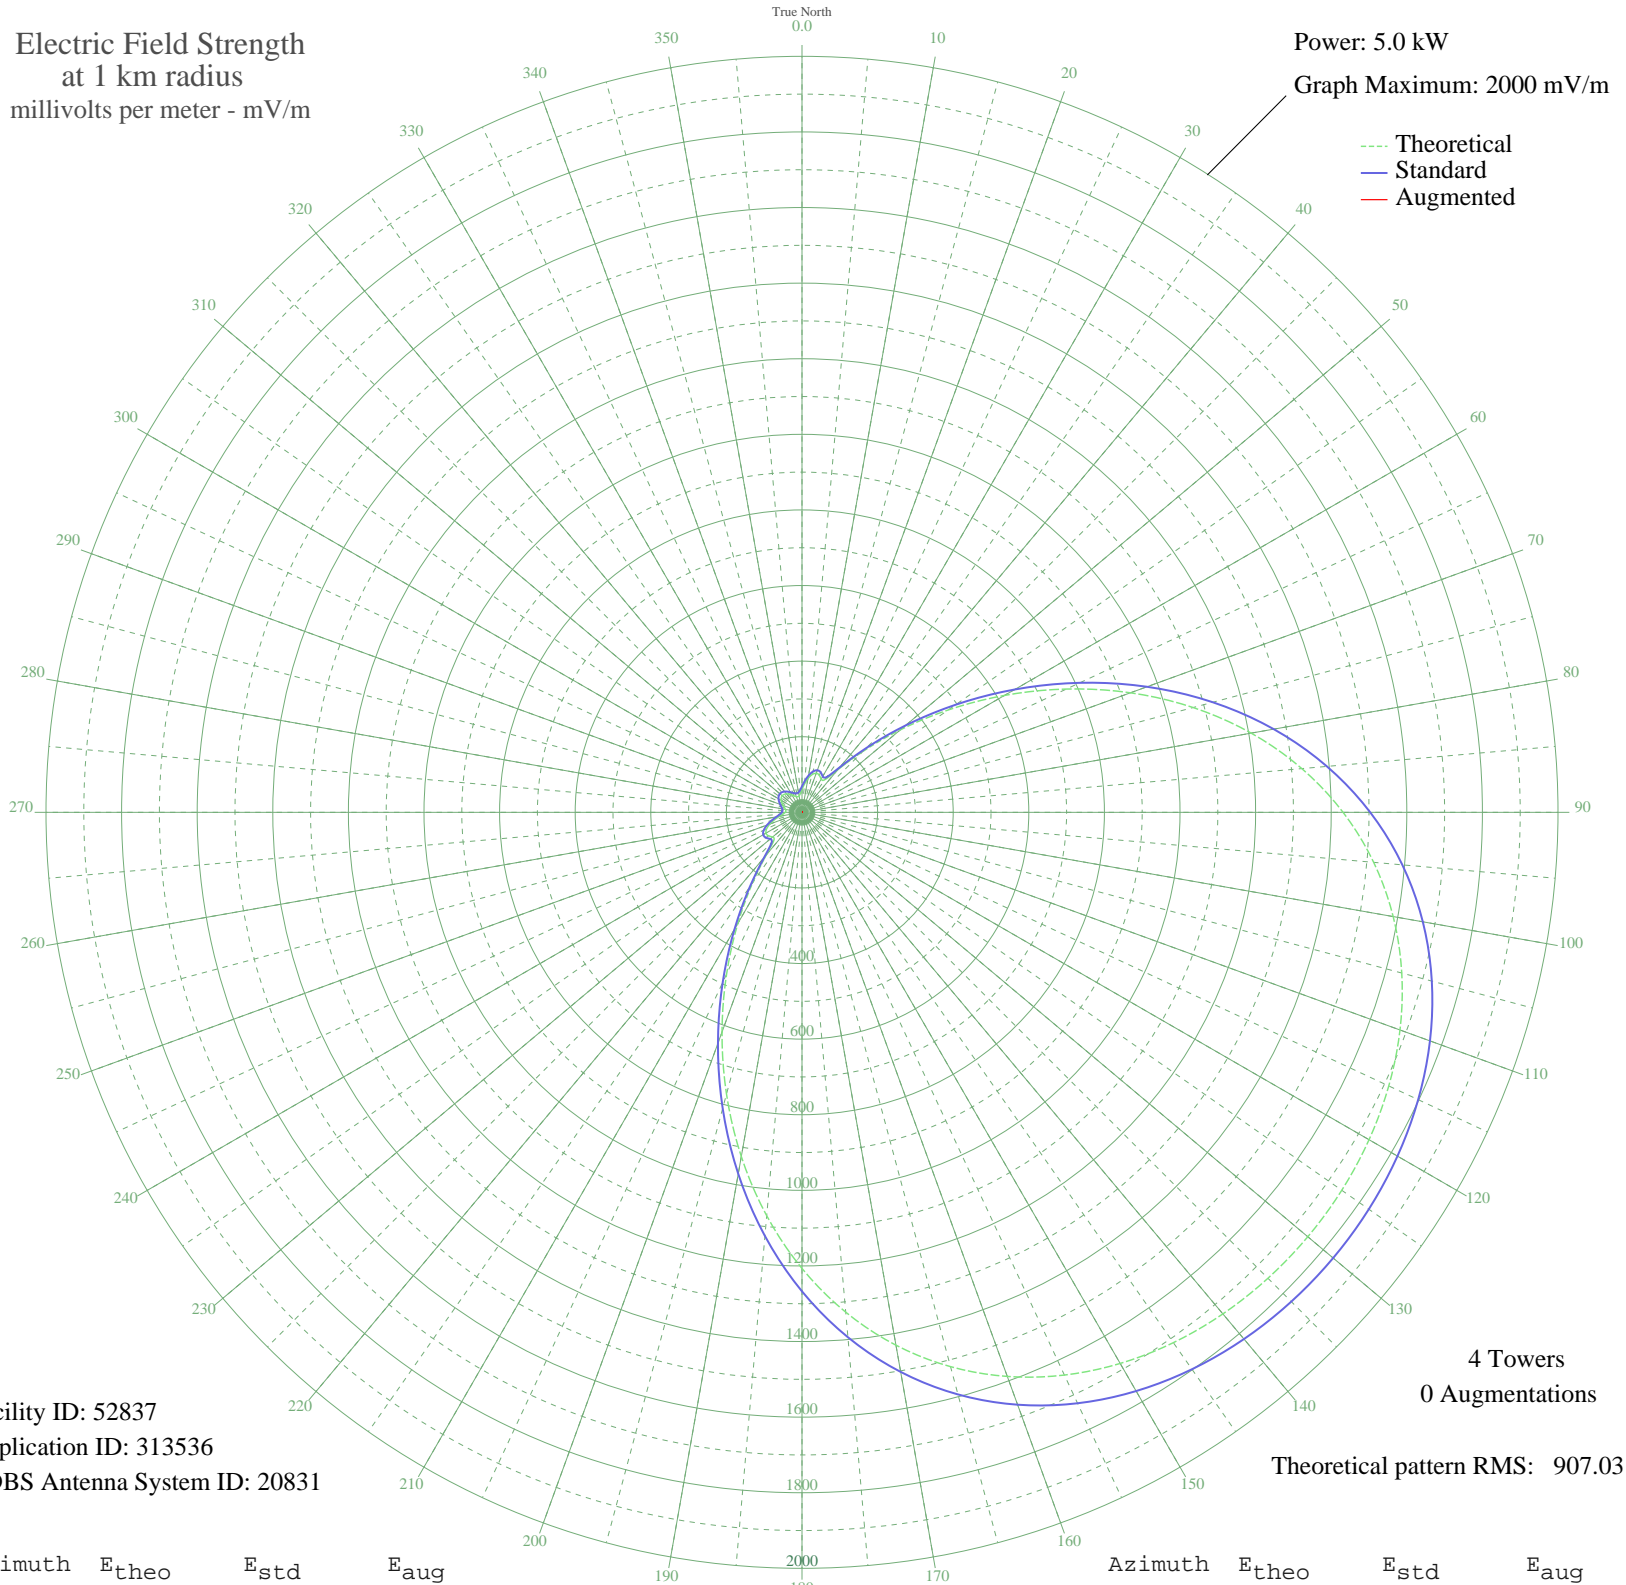 True North
0.0
Electric Field Strength
at 1 km radius
millivolts per meter - mV/m
Power: 5.0 kW
Graph Maximum: 2000 mV/m
Theoretical
Standard
Augmented
10
20
30
40
50
60
70
80
90
100
110
120
130
140
150
160
170
190
200
210
220
230
240
250
260
270
280
290
300
310
320
330
340
350
400
600
800
1000
1200
1400
1600
1800
2000
4 Towers
0 Augmentations
Theoretical pattern RMS: 907.03
cility ID: 52837
plication ID: 313536
DBS Antenna System ID: 20831
imuth Etheo Estd Eaug
Azimuth Etheo Estd Eaug